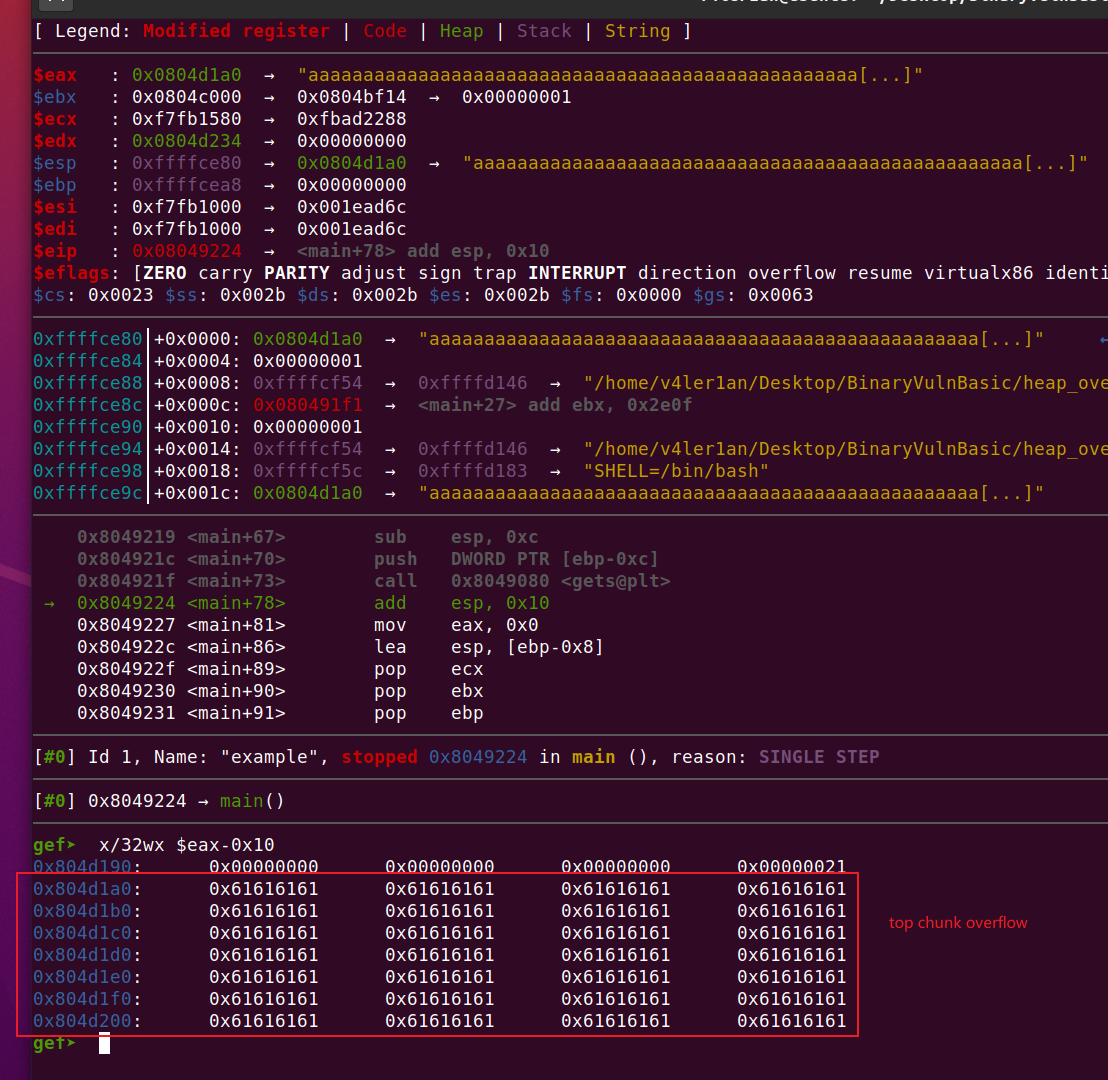 [ Legend: Modified register | Code | Heap | Stack | String ]
$eax   : 0x0804d1a0  →  "aaaaaaaaaaaaaaaaaaaaaaaaaaaaaaaaaaaaaaaaaaaaaaaaaa[...]"
$ebx   : 0x0804c000  →  0x0804bf14  →  0x00000001
$ecx   : 0xf7fb1580  →  0xfbad2288
$edx   : 0x0804d234  →  0x00000000
$esp   : 0xffffce80  →  0x0804d1a0  →  "aaaaaaaaaaaaaaaaaaaaaaaaaaaaaaaaaaaaaaaaaaaaaaaaaa[...]"
$ebp   : 0xffffcea8  →  0x00000000
$esi   : 0xf7fb1000  →  0x001ead6c
$edi   : 0xf7fb1000  →  0x001ead6c
$eip   : 0x08049224  →  <main+78> add esp, 0x10
$eflags: [ZERO carry PARITY adjust sign trap INTERRUPT direction overflow resume virtualx86 identi
$cs: 0x0023 $ss: 0x002b $ds: 0x002b $es: 0x002b $fs: 0x0000 $gs: 0x0063
0xffffce80│+0x0000: 0x0804d1a0  →  "aaaaaaaaaaaaaaaaaaaaaaaaaaaaaaaaaaaaaaaaaaaaaaaaaa[...]"     ←
0xffffce84│+0x0004: 0x00000001
0xffffce88│+0x0008: 0xffffcf54  →  0xffffd146  →  "/home/v4ler1an/Desktop/BinaryVulnBasic/heap_ove
0xffffce8c│+0x000c: 0x080491f1  →  <main+27> add ebx, 0x2e0f
0xffffce90│+0x0010: 0x00000001
0xffffce94│+0x0014: 0xffffcf54  →  0xffffd146  →  "/home/v4ler1an/Desktop/BinaryVulnBasic/heap_ove
0xffffce98│+0x0018: 0xffffcf5c  →  0xffffd183  →  "SHELL=/bin/bash"
0xffffce9c│+0x001c: 0x0804d1a0  →  "aaaaaaaaaaaaaaaaaaaaaaaaaaaaaaaaaaaaaaaaaaaaaaaaaa[...]"
0x8049219 <main+67>        sub    esp, 0xc
0x804921c <main+70>        push   DWORD PTR [ebp-0xc]
0x804921f <main+73>        call   0x8049080 <gets@plt>
→  0x8049224 <main+78>        add    esp, 0x10
0x8049227 <main+81>        mov    eax, 0x0
0x804922c <main+86>        lea    esp, [ebp-0x8]
0x804922f <main+89>        pop    ecx
0x8049230 <main+90>        pop    ebx
0x8049231 <main+91>        pop    ebp
[#0] Id 1, Name: "example", stopped 0x8049224 in main (), reason: SINGLE STEP
[#0] 0x8049224 → main()
gef➤  x/32wx $eax-0x10
0x804d190:      0x00000000      0x00000000      0x00000000      0x00000021
0x804d1a0:      0x61616161      0x61616161      0x61616161      0x61616161
0x804d1b0:      0x61616161      0x61616161      0x61616161      0x61616161
0x804d1c0:      0x61616161      0x61616161      0x61616161      0x61616161
top chunk overflow
0x804d1d0:      0x61616161      0x61616161      0x61616161      0x61616161
0x804d1e0:      0x61616161      0x61616161      0x61616161      0x61616161
0x804d1f0:      0x61616161      0x61616161      0x61616161      0x61616161
0x804d200:      0x61616161      0x61616161      0x61616161      0x61616161
gef➤